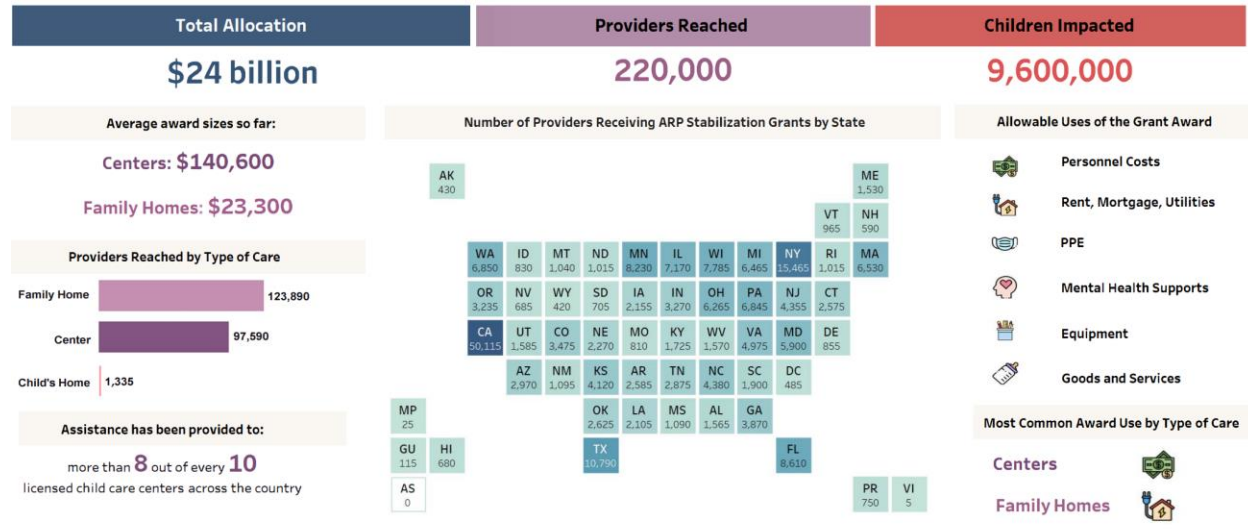 Total Allocation
Providers Reached
Children Impacted
$24 billion
220,000
9,600,000
Average award sizes so far:
Centers: $140,600
Family Homes: $23,300
Providers Reached by Type of Care
Family Home 123,890
Center 97,590
Child's Home 1,335
Assistance has been provided to:
more than 8 out of every 10
licensed child care centers across the country
Number of Providers Receiving ARP Stabilization Grants by State
AK ME
430 1,530
VT NH
965 590
WA ID MT ND MN IL WI MI NY RI MA
6,850 830 1,040 1,015 8,230 7,170 7,785 6,465 15,465 1,015 6,530
OR NV WY SD IA IN OH PA NJ CT
3,235 685 420 705 2,155 3,270 6,265 6,845 4,355 2,575
CA UT CO NE MO KY WV VA MD DE
50,115 1,585 3,475 2,270 810 1,725 1,570 4,975 5,900 855
AZ NM KS AR TN NC SC DC
2,970 1,095 4,120 2,585 2,875 4,380 1,900 485
MP OK LA MS AL GA
25 2,625 2,105 1,090 1,565 3,870
GU HI TX FL
115 680 10,790 8,610
AS PR VI
0 750 5
Allowable Uses of the Grant Award
Personnel Costs
Rent, Mortgage, Utilities
PPE
Mental Health Supports
Equipment
Goods and Services
Most Common Award Use by Type of Care
Centers
Family Homes